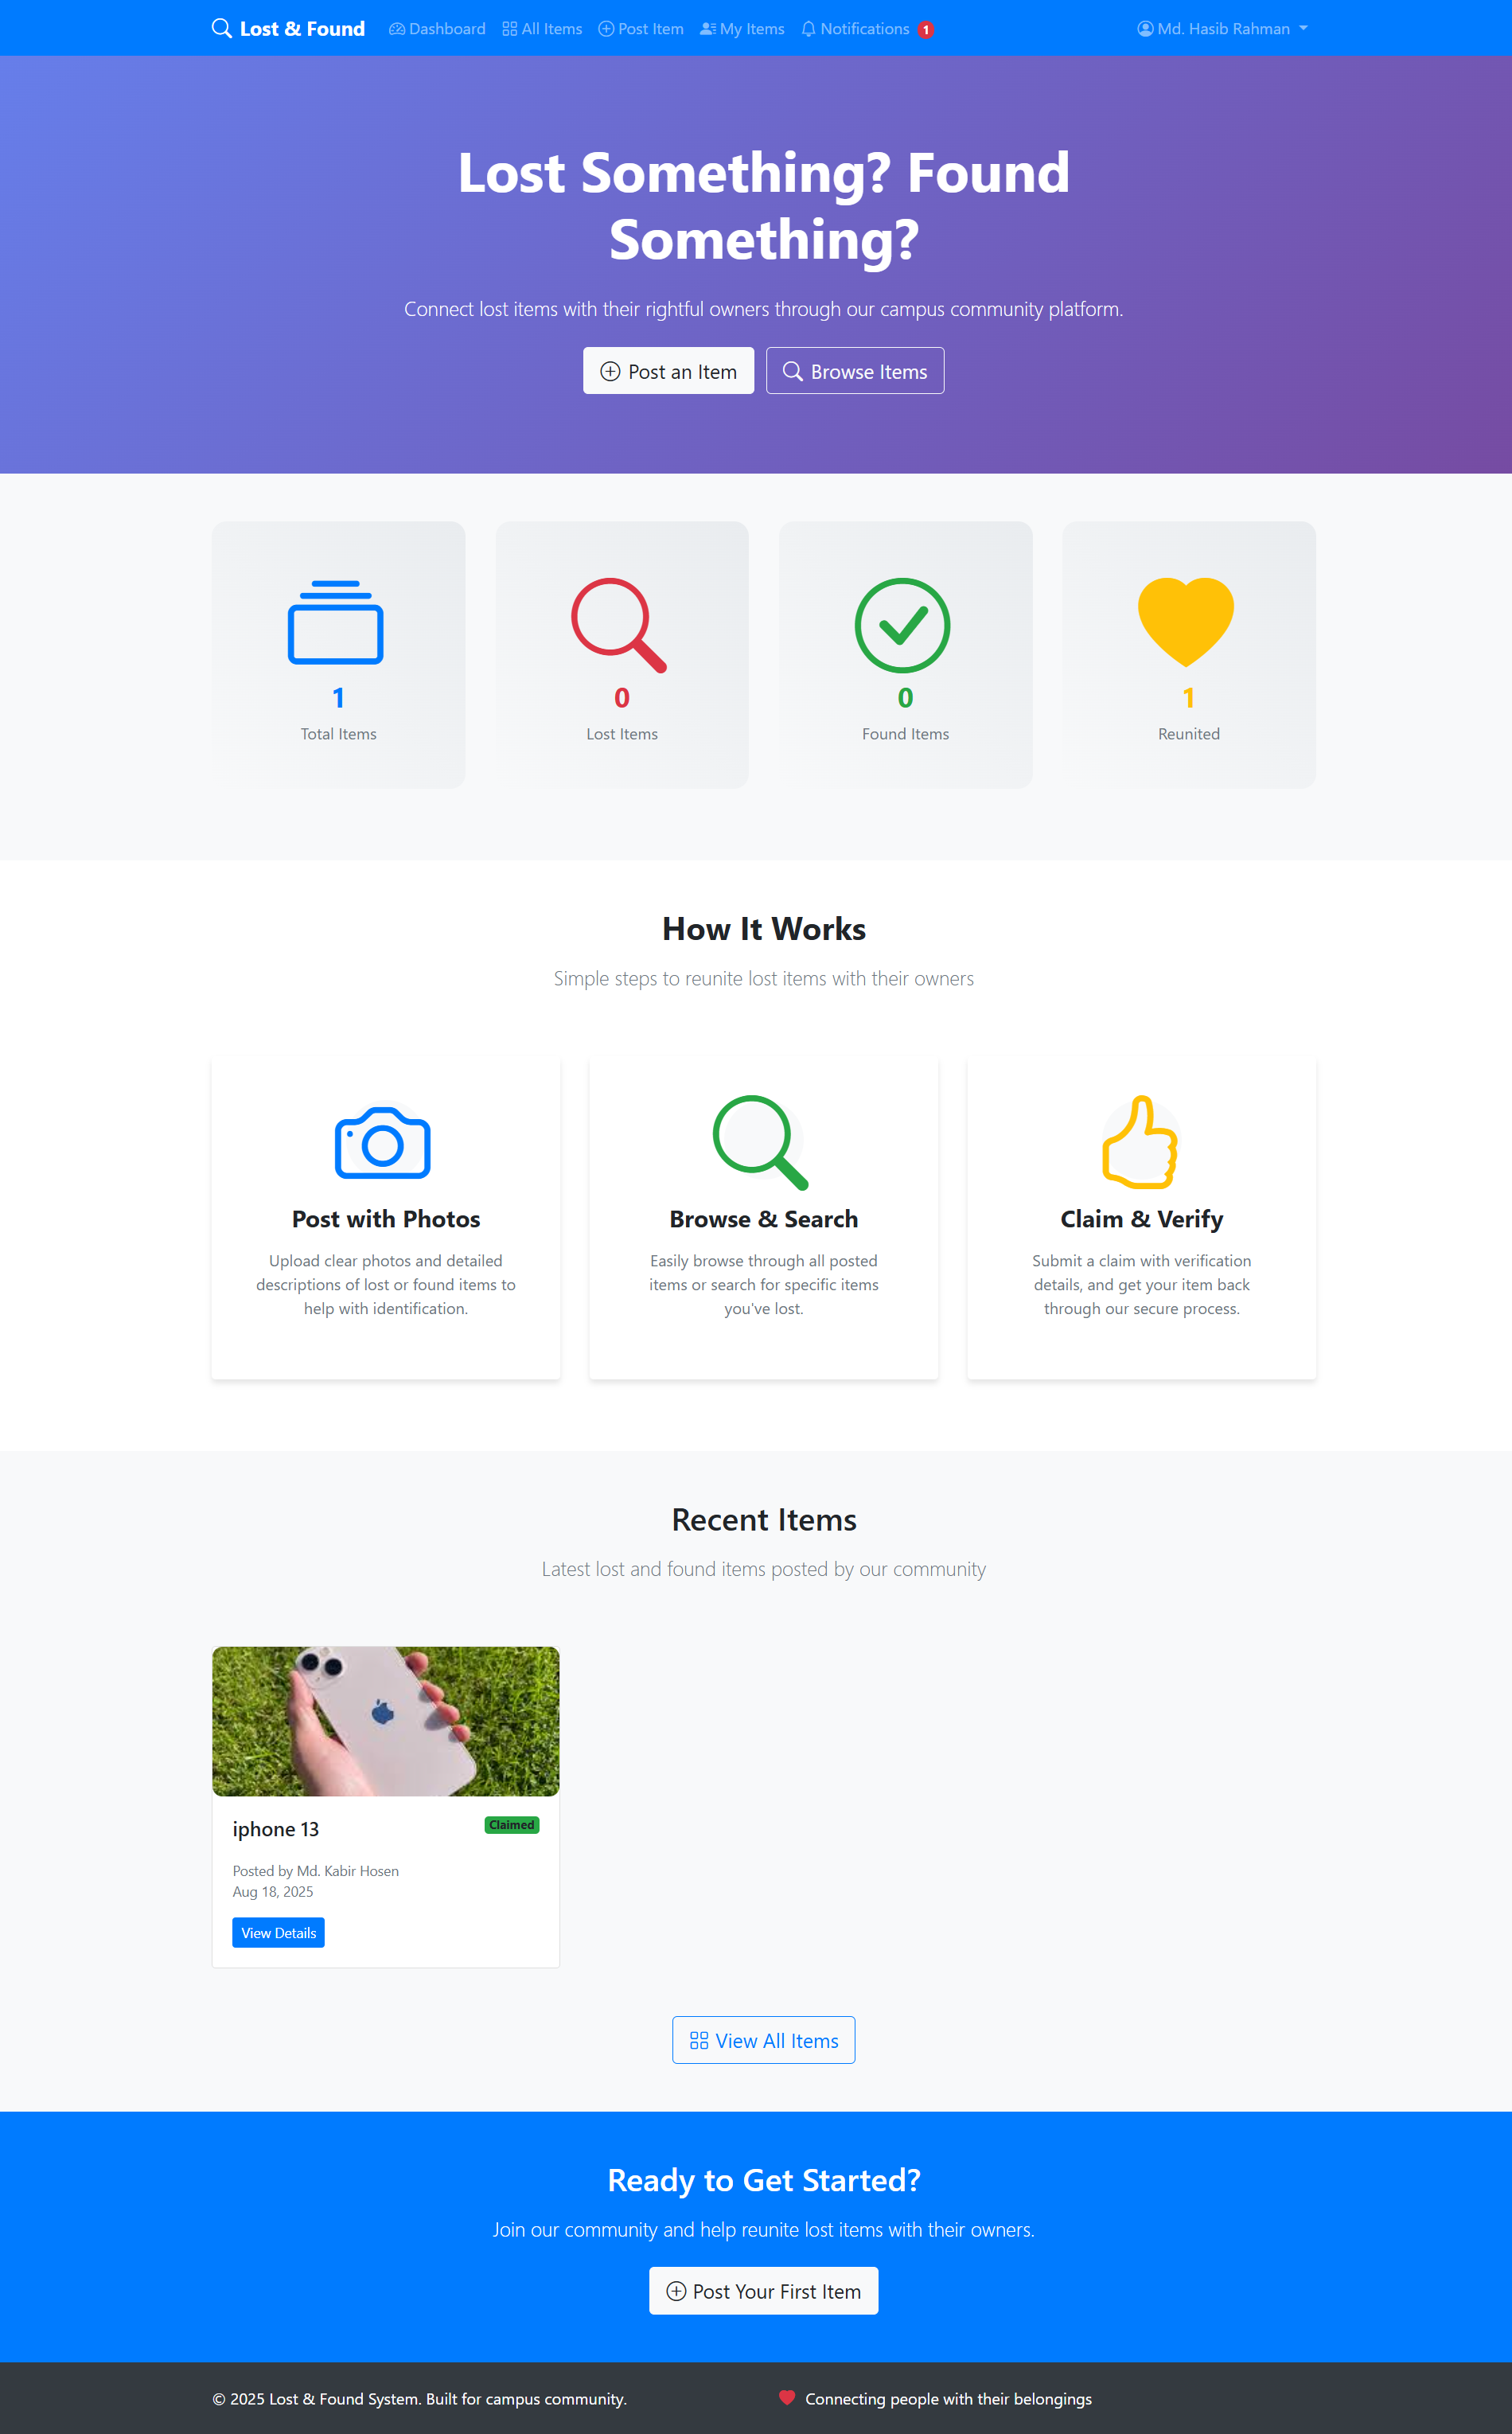 Lost & Found Dashboard All Items Post Item My Items Notifications 1 Md. Hasib Rahman
Lost Something? Found
Something?
Connect lost items with their rightful owners through our campus community platform.
Post an Item Browse Items
1 0 0 1
Total Items Lost Items Found Items Reunited
How It Works
Simple steps to reunite lost items with their owners
Post with Photos
Upload clear photos and detailed
descriptions of lost or found items to
help with identification.
Browse & Search
Easily browse through all posted
items or search for specific items
you've lost.
Claim & Verify
Submit a claim with verification
details, and get your item back
through our secure process.
Recent Items
Latest lost and found items posted by our community
iphone 13 Claimed
Posted by Md. Kabir Hosen
Aug 18, 2025
View Details
View All Items
Ready to Get Started?
Join our community and help reunite lost items with their owners.
Post Your First Item
© 2025 Lost & Found System. Built for campus community. Connecting people with their belongings